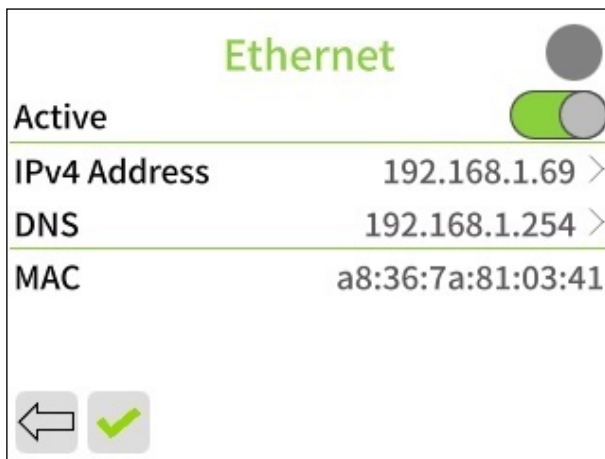 Ethernet
Active
IPv4 Address 192.168.1.69
DNS 192.168.1.254
MAC a8:36:7a:81:03:41